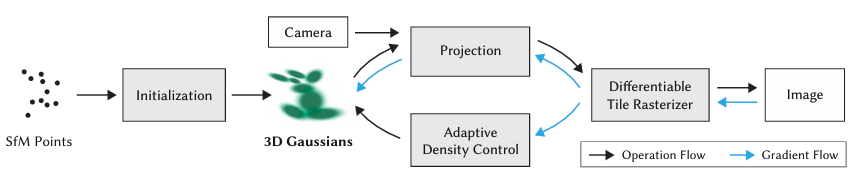 Camera
Projection
Initialization
Differentiable
Tile Rasterizer
Image
SfM Points
3D Gaussians
Adaptive
Density Control
Operation Flow
Gradient Flow